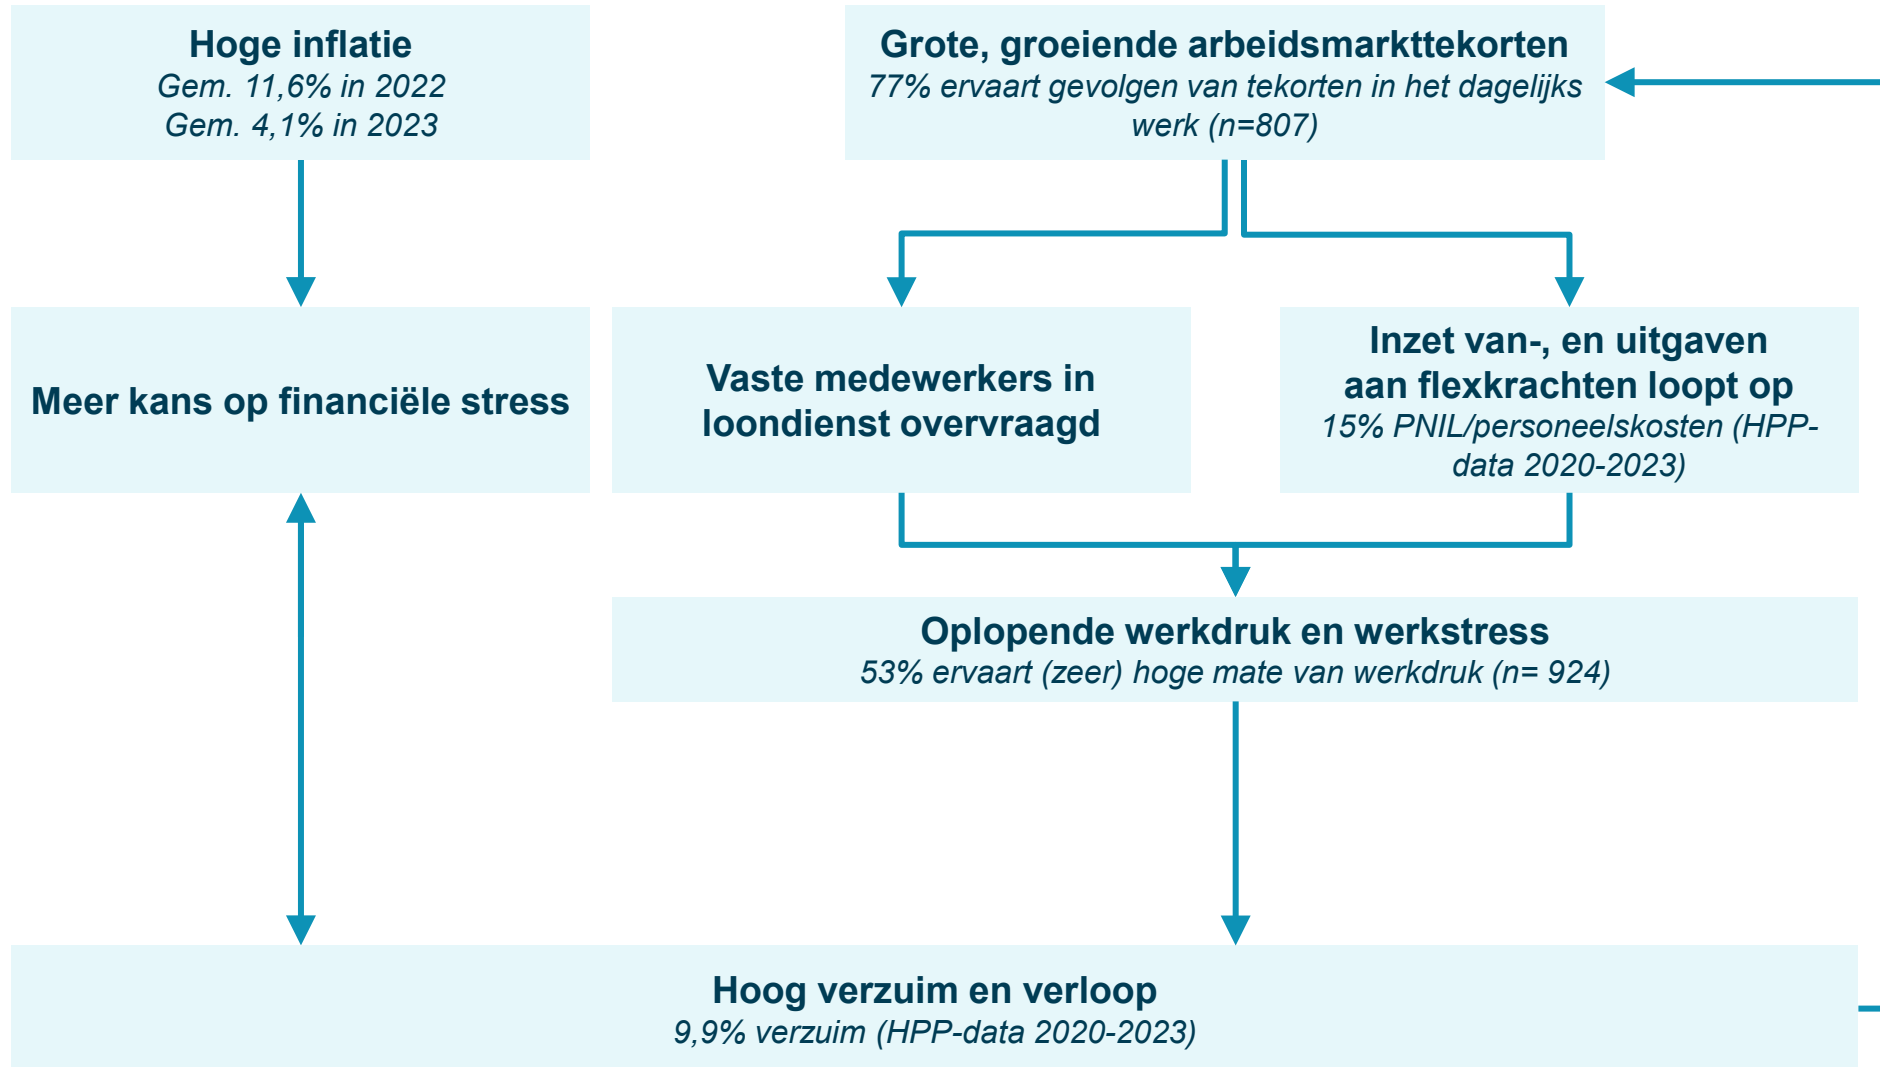 Hoge inflatie
Gem. 11,6% in 2022
Gem. 4,1% in 2023
Grote, groeiende arbeidsmarkttekorten
77% ervaart gevolgen van tekorten in het dagelijks
werk (n=807)
Meer kans op financiële stress
Vaste medewerkers in
loondienst overvraagd
Inzet van-, en uitgaven
aan flexkrachten loopt op
15% PNIL/personeelskosten (HPP-
data 2020-2023)
Oplopende werkdruk en werkstress
53% ervaart (zeer) hoge mate van werkdruk (n= 924)
Hoog verzuim en verloop
9,9% verzuim (HPP-data 2020-2023)